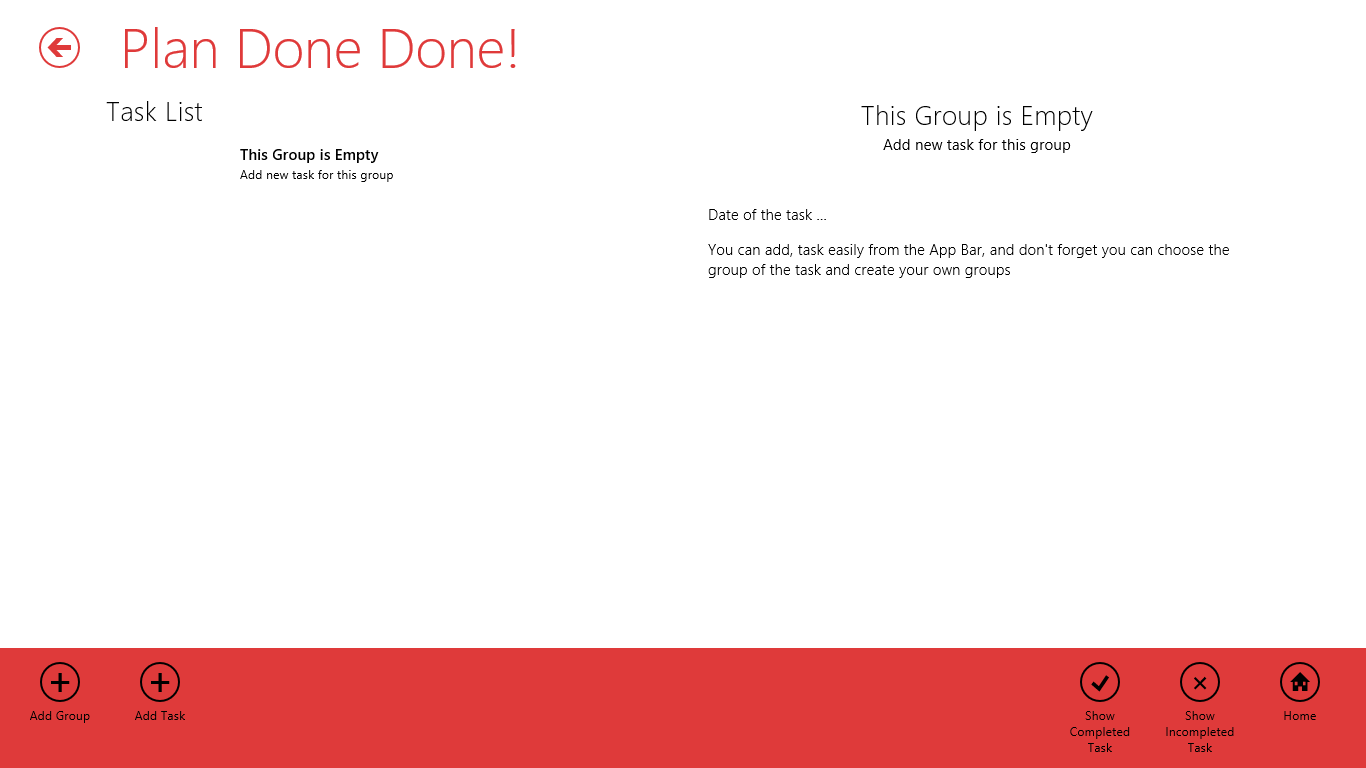 Plan Done Done!
Task List
This Group is Empty
Add new task for this group
This Group is Empty
Add new task for this group
Date of the task ...
You can add, task easily from the App Bar, and don't forget you can choose the
group of the task and create your own groups
Add Group
Add Task
Show
Completed
Task
Show
Incompleted
Task
Home